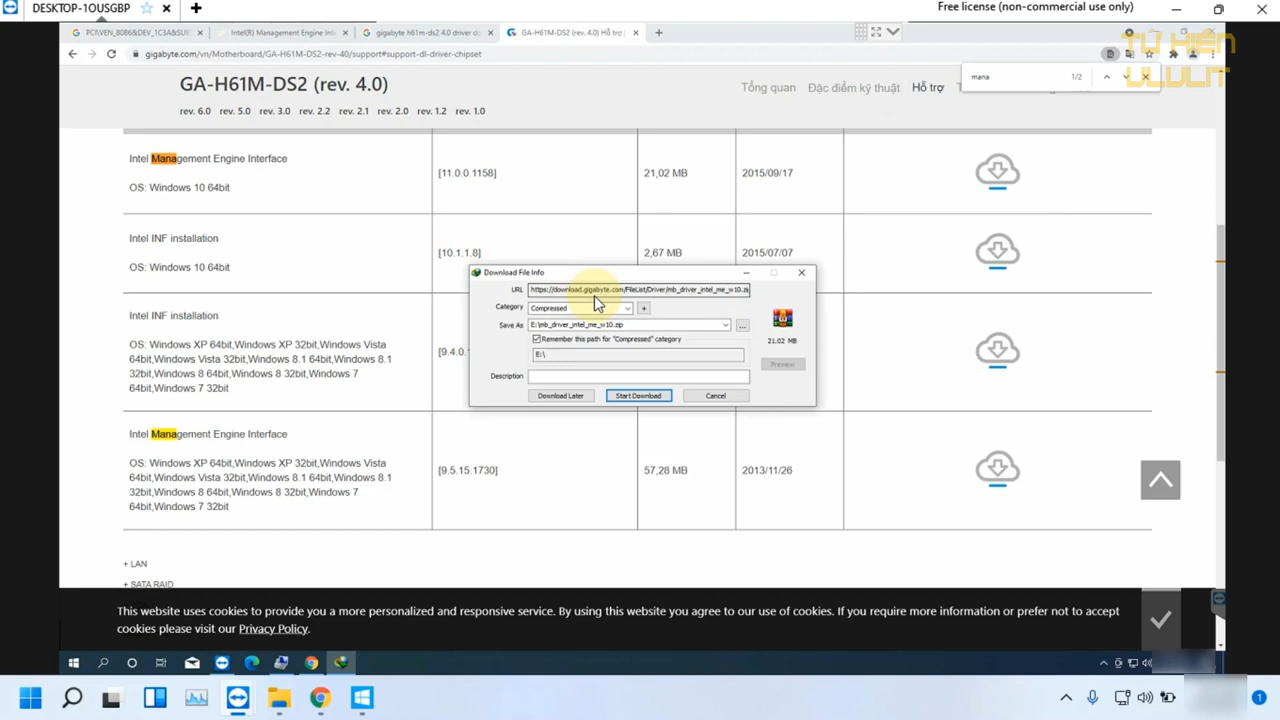 DESKTOP-1OUSGBP
Free license (non-commercial use only)
PCI\VEN_8086&DEV_1C3A&SUB
Intel(R) Management Engine Inte
gigabyte h61m-ds2 4.0 driver do
GA-H61M-DS2 (rev. 4.0) Hỗ trợ |
gigabyte.com/vn/Motherboard/GA-H61M-DS2-rev-40/support#support-dl-driver-chipset
TỪ HIỀN
ULULIT
mana
1/2
GA-H61M-DS2 (rev. 4.0)
Tổng quan
Đặc điểm kỹ thuật
Hỗ trợ
rev. 6.0 rev. 5.0 rev. 3.0 rev. 2.2 rev. 2.1 rev. 2.0 rev. 1.2 rev. 1.0
Intel Management Engine Interface
OS: Windows 10 64bit
[11.0.0.1158]
21,02 MB
2015/09/17
Intel INF installation
OS: Windows 10 64bit
[10.1.1.8]
2,67 MB
2015/07/07
Download File Info
URL
https://download.gigabyte.com/FileList/Driver/mb_driver_intel_me_w10.zip
Category
Compressed
+
Save As
E:\mb_driver_intel_me_w10.zip
...
21.02 MB
Remember this path for "Compressed" category
E:\
Preview
Description
Download Later
Start Download
Cancel
Intel INF installation
OS: Windows XP 64bit,Windows XP 32bit,Windows Vista
64bit,Windows Vista 32bit,Windows 8.1 64bit,Windows 8.1
32bit,Windows 8 64bit,Windows 8 32bit,Windows 7
64bit,Windows 7 32bit
[9.4.0.
Intel Management Engine Interface
OS: Windows XP 64bit,Windows XP 32bit,Windows Vista
64bit,Windows Vista 32bit,Windows 8.1 64bit,Windows 8.1
32bit,Windows 8 64bit,Windows 8 32bit,Windows 7
64bit,Windows 7 32bit
[9.5.15.1730]
57,28 MB
2013/11/26
+ LAN
+ SATA RAID
This website uses cookies to provide you a more personalized and responsive service. By using this website you agree to our use of cookies. If you require more information or prefer not to accept
cookies please visit our Privacy Policy.
1